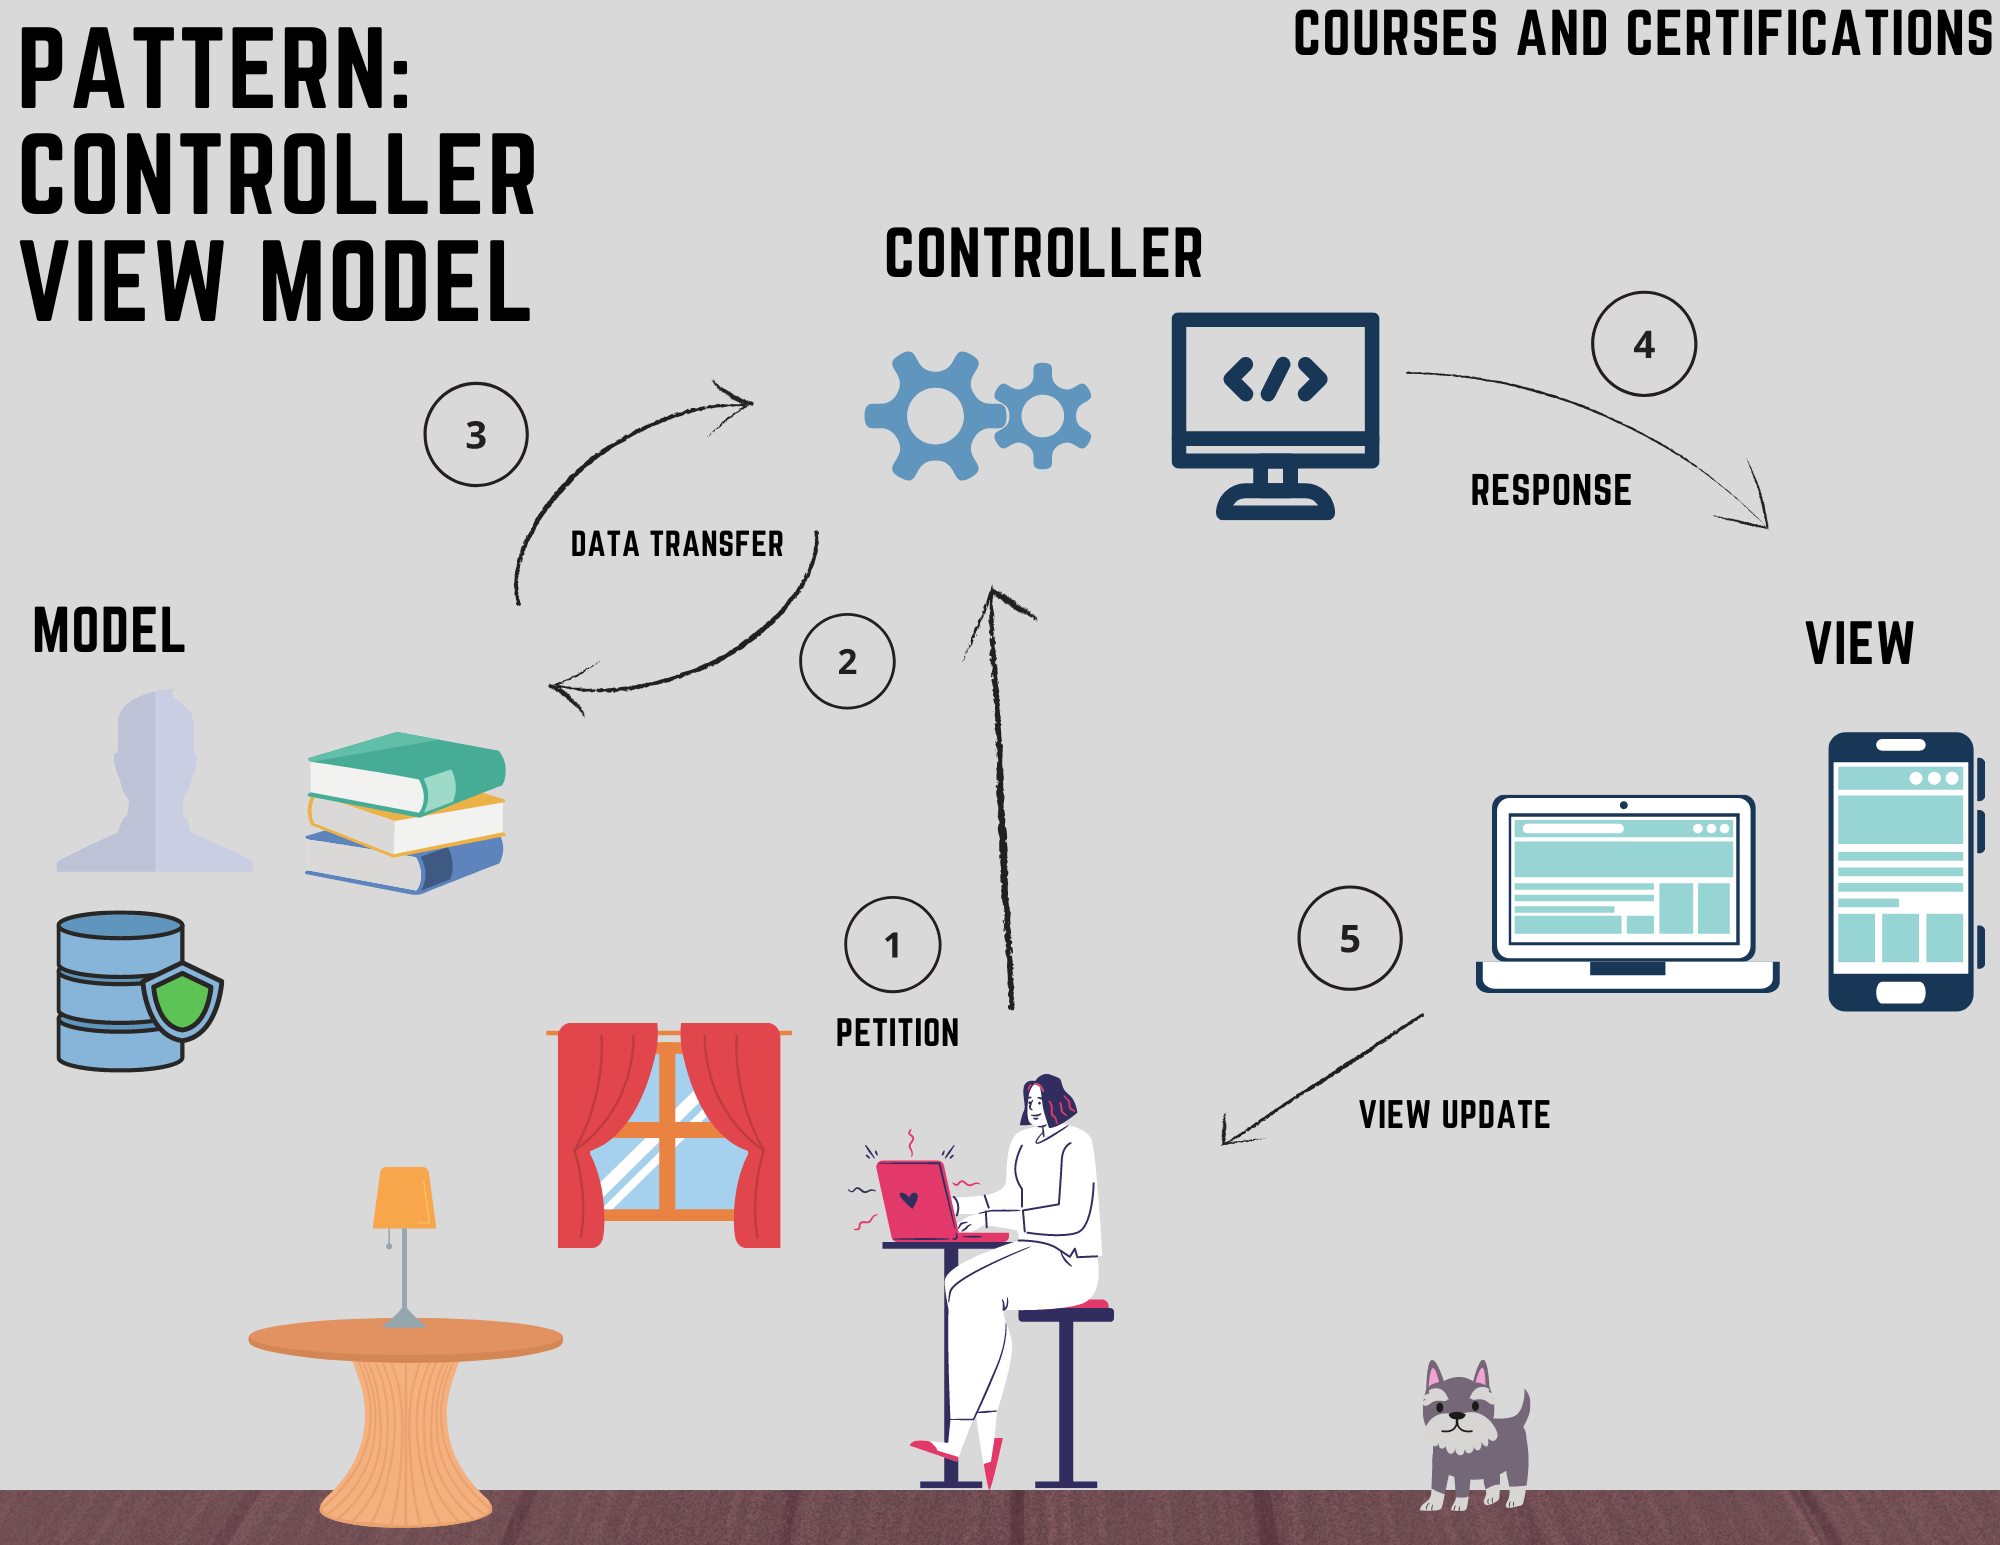 PATTERN:
CONTROLLER
VIEW MODEL
COURSES AND CERTIFICATIONS
CONTROLLER
</>
4
3
RESPONSE
DATA TRANSFER
MODEL
2
VIEW
1
5
PETITION
VIEW UPDATE